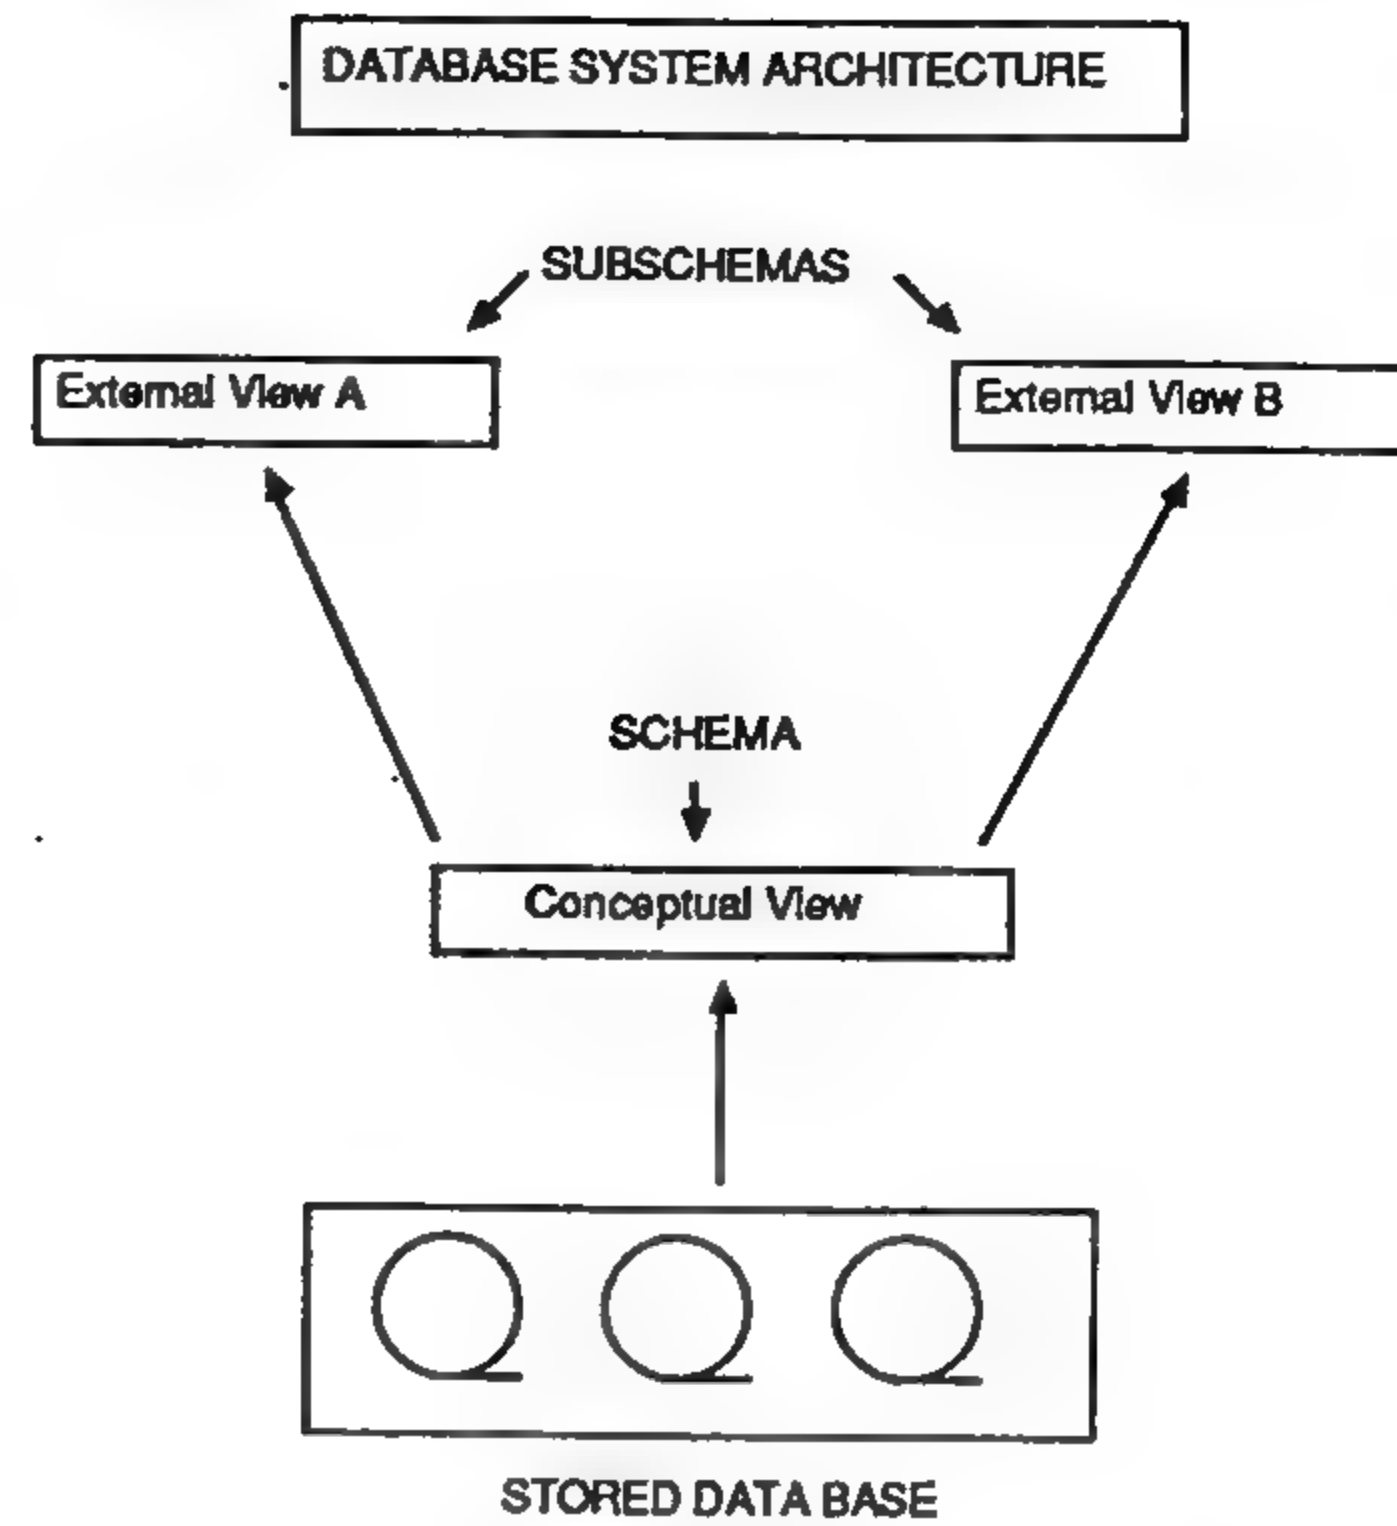 DATABASE SYSTEM ARCHITECTURE
SUBSCHEMAS
External View A
External View B
SCHEMA
Conceptual View
STORED DATA BASE